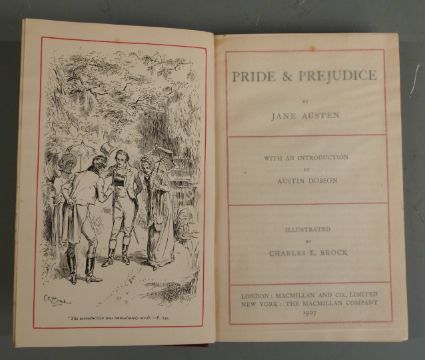 C. E. Brock
"The introduction was immediately made."—P.
PRIDE & PREJUDICE
BY
JANE AUSTEN
WITH AN INTRODUCTION
BY
AUSTIN DOBSON
ILLUSTRATED
BY
CHARLES E. BROCK
LONDON: MACMILLAN AND CO., LIMITED
NEW YORK: THE MACMILLAN COMPANY
1907